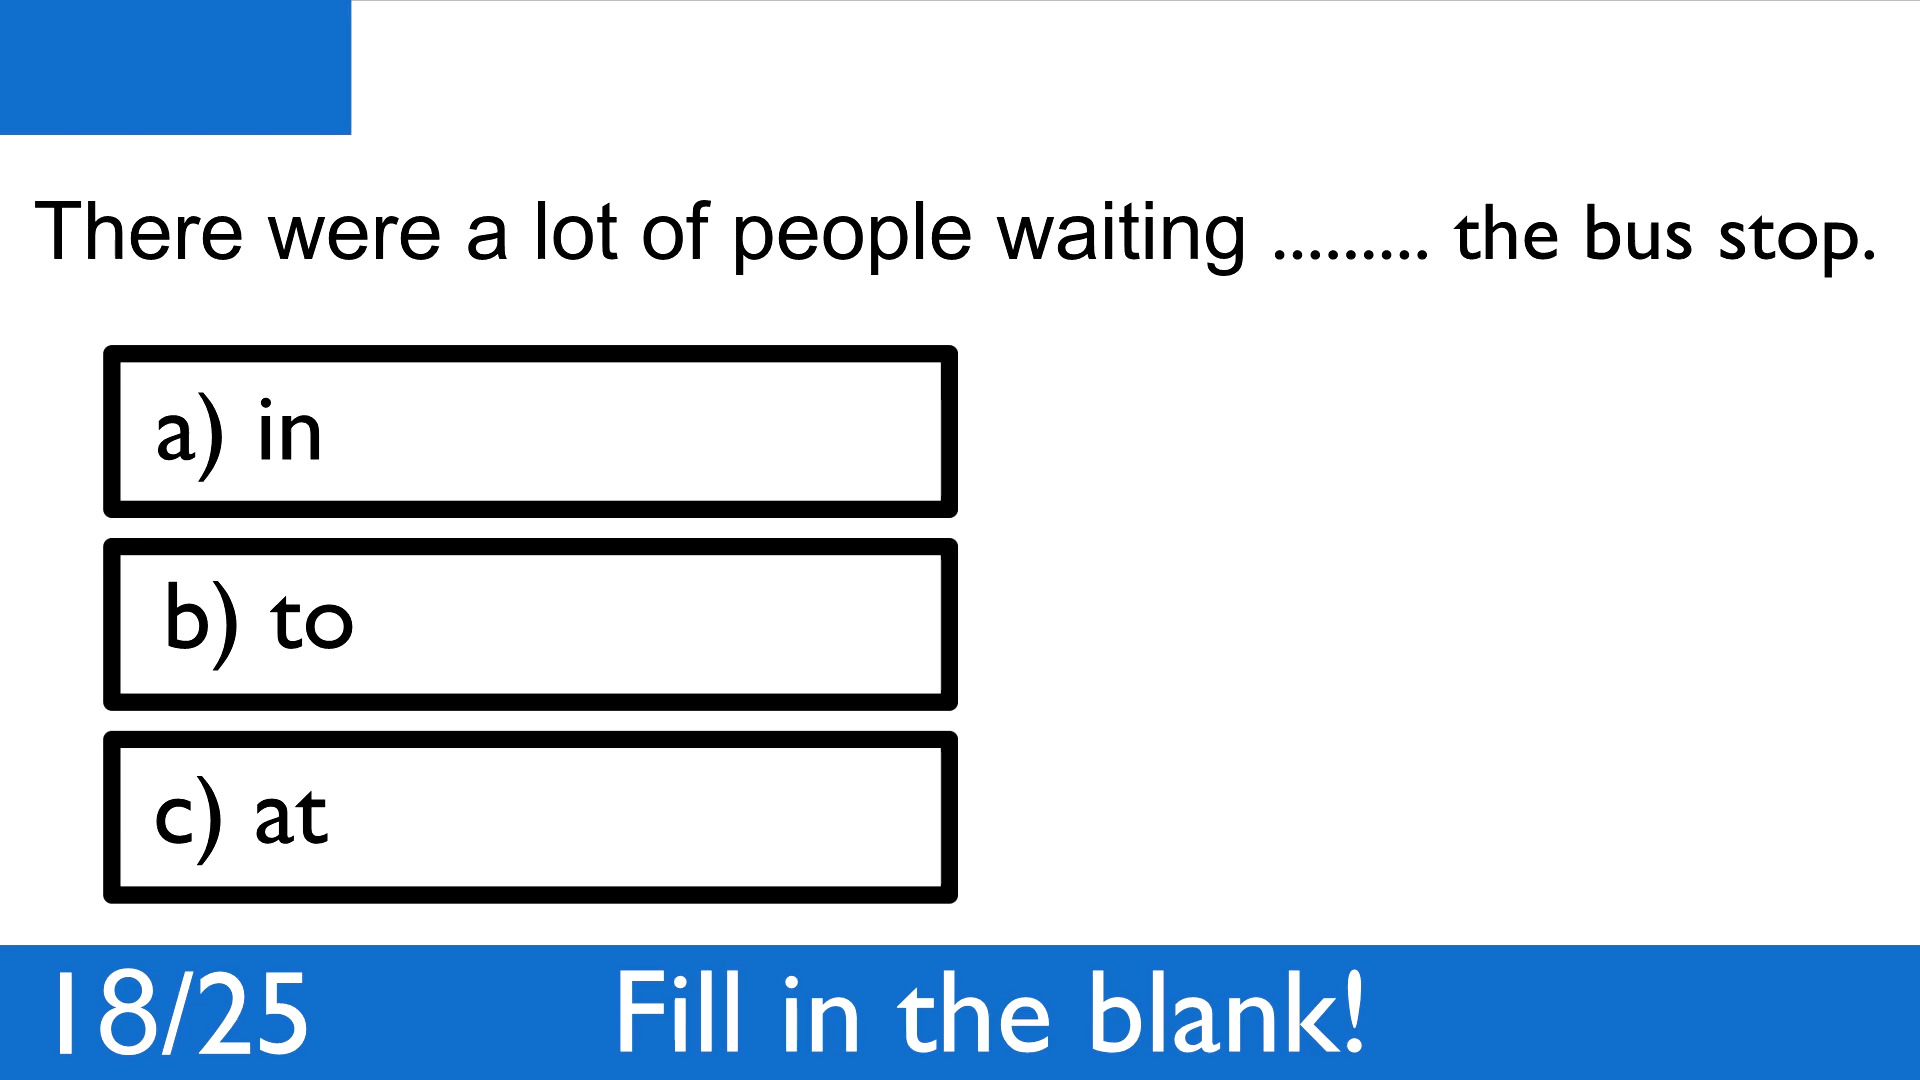 There were a lot of people waiting ......... the bus stop.
a) in
b) to
c) at
18/25 Fill in the blank!